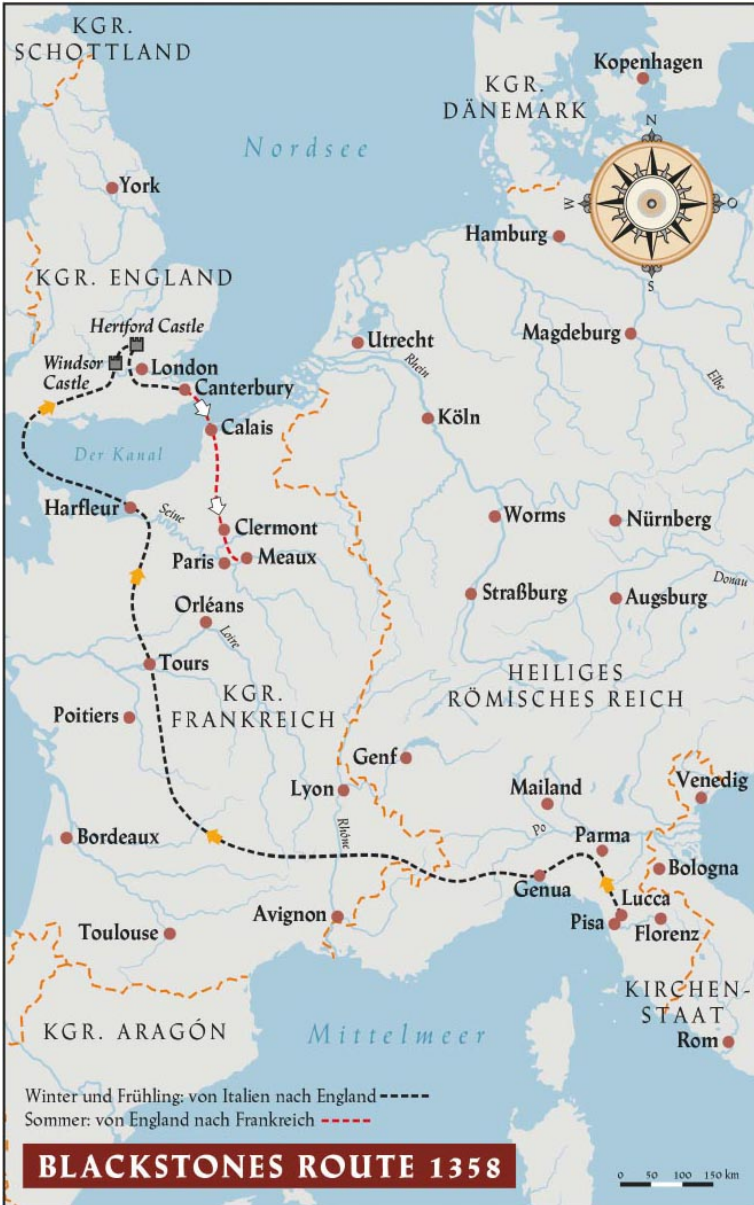 KGR.
SCHOTTLAND
Kopenhagen
KGR.
DÄNEMARK
Nordsee
N
W
O
S
York
Hamburg
KGR. ENGLAND
Hertford Castle
Utrecht
Magdeburg
Windsor
Castle
London
Rhein
Elbe
Canterbury
Köln
Calais
Der Kanal
Harfleur
Seine
Clermont
Worms
Nürnberg
Paris
Meaux
Donau
Orléans
Straßburg
Augsburg
Loire
Tours
HEILIGES
RÖMISCHES REICH
KGR.
FRANKREICH
Poitiers
Genf
Lyon
Mailand
Venedig
Bordeaux
Rhône
Po
Parma
Genua
Bologna
Avignon
Lucca
Toulouse
Pisa
Florenz
KIRCHEN-
STAAT
KGR. ARAGÓN
Mittelmeer
Rom
Winter und Frühling: von Italien nach England
Sommer: von England nach Frankreich
BLACKSTONES ROUTE 1358
0 50 100 150 km